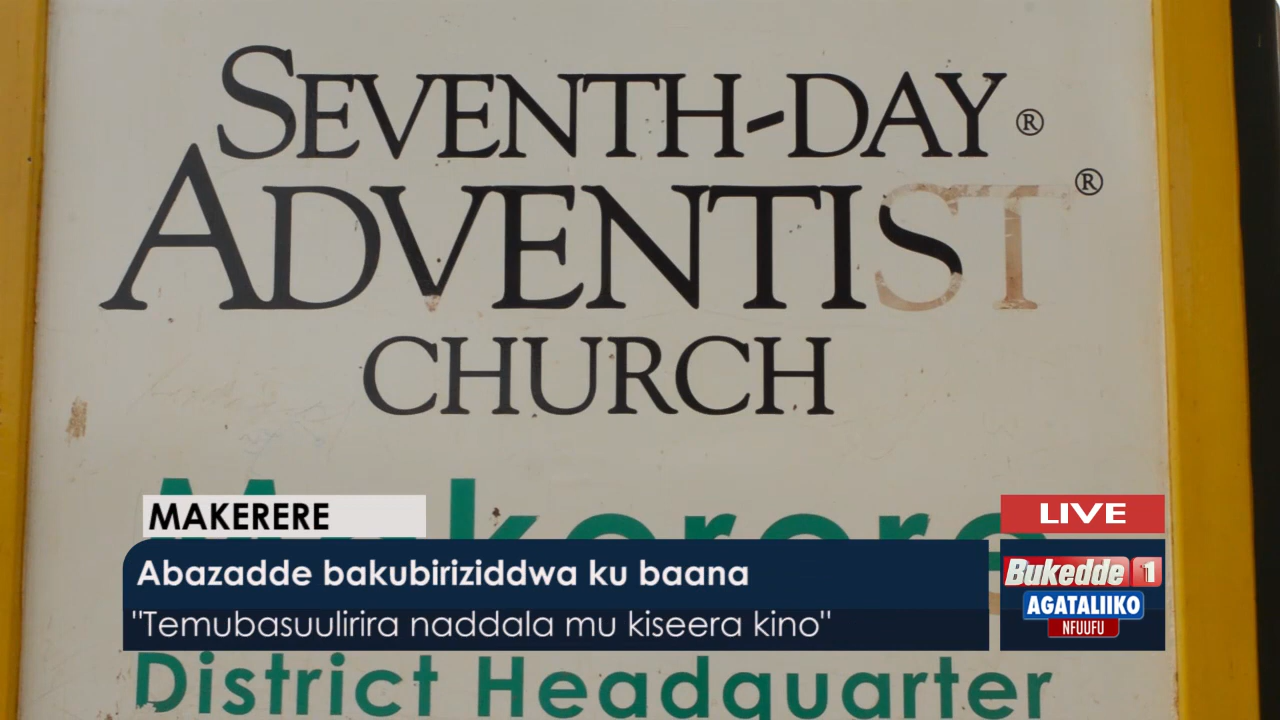 SEVENTH-DAY®
ADVENTIST®
CHURCH
Makerere
MAKERERE
LIVE
Abazadde bakubiriziddwa ku baana
"Temubasuulirira naddala mu kiseera kino"
Bukedde 1
AGATALIIKO
NFUUFU
District Headquarter